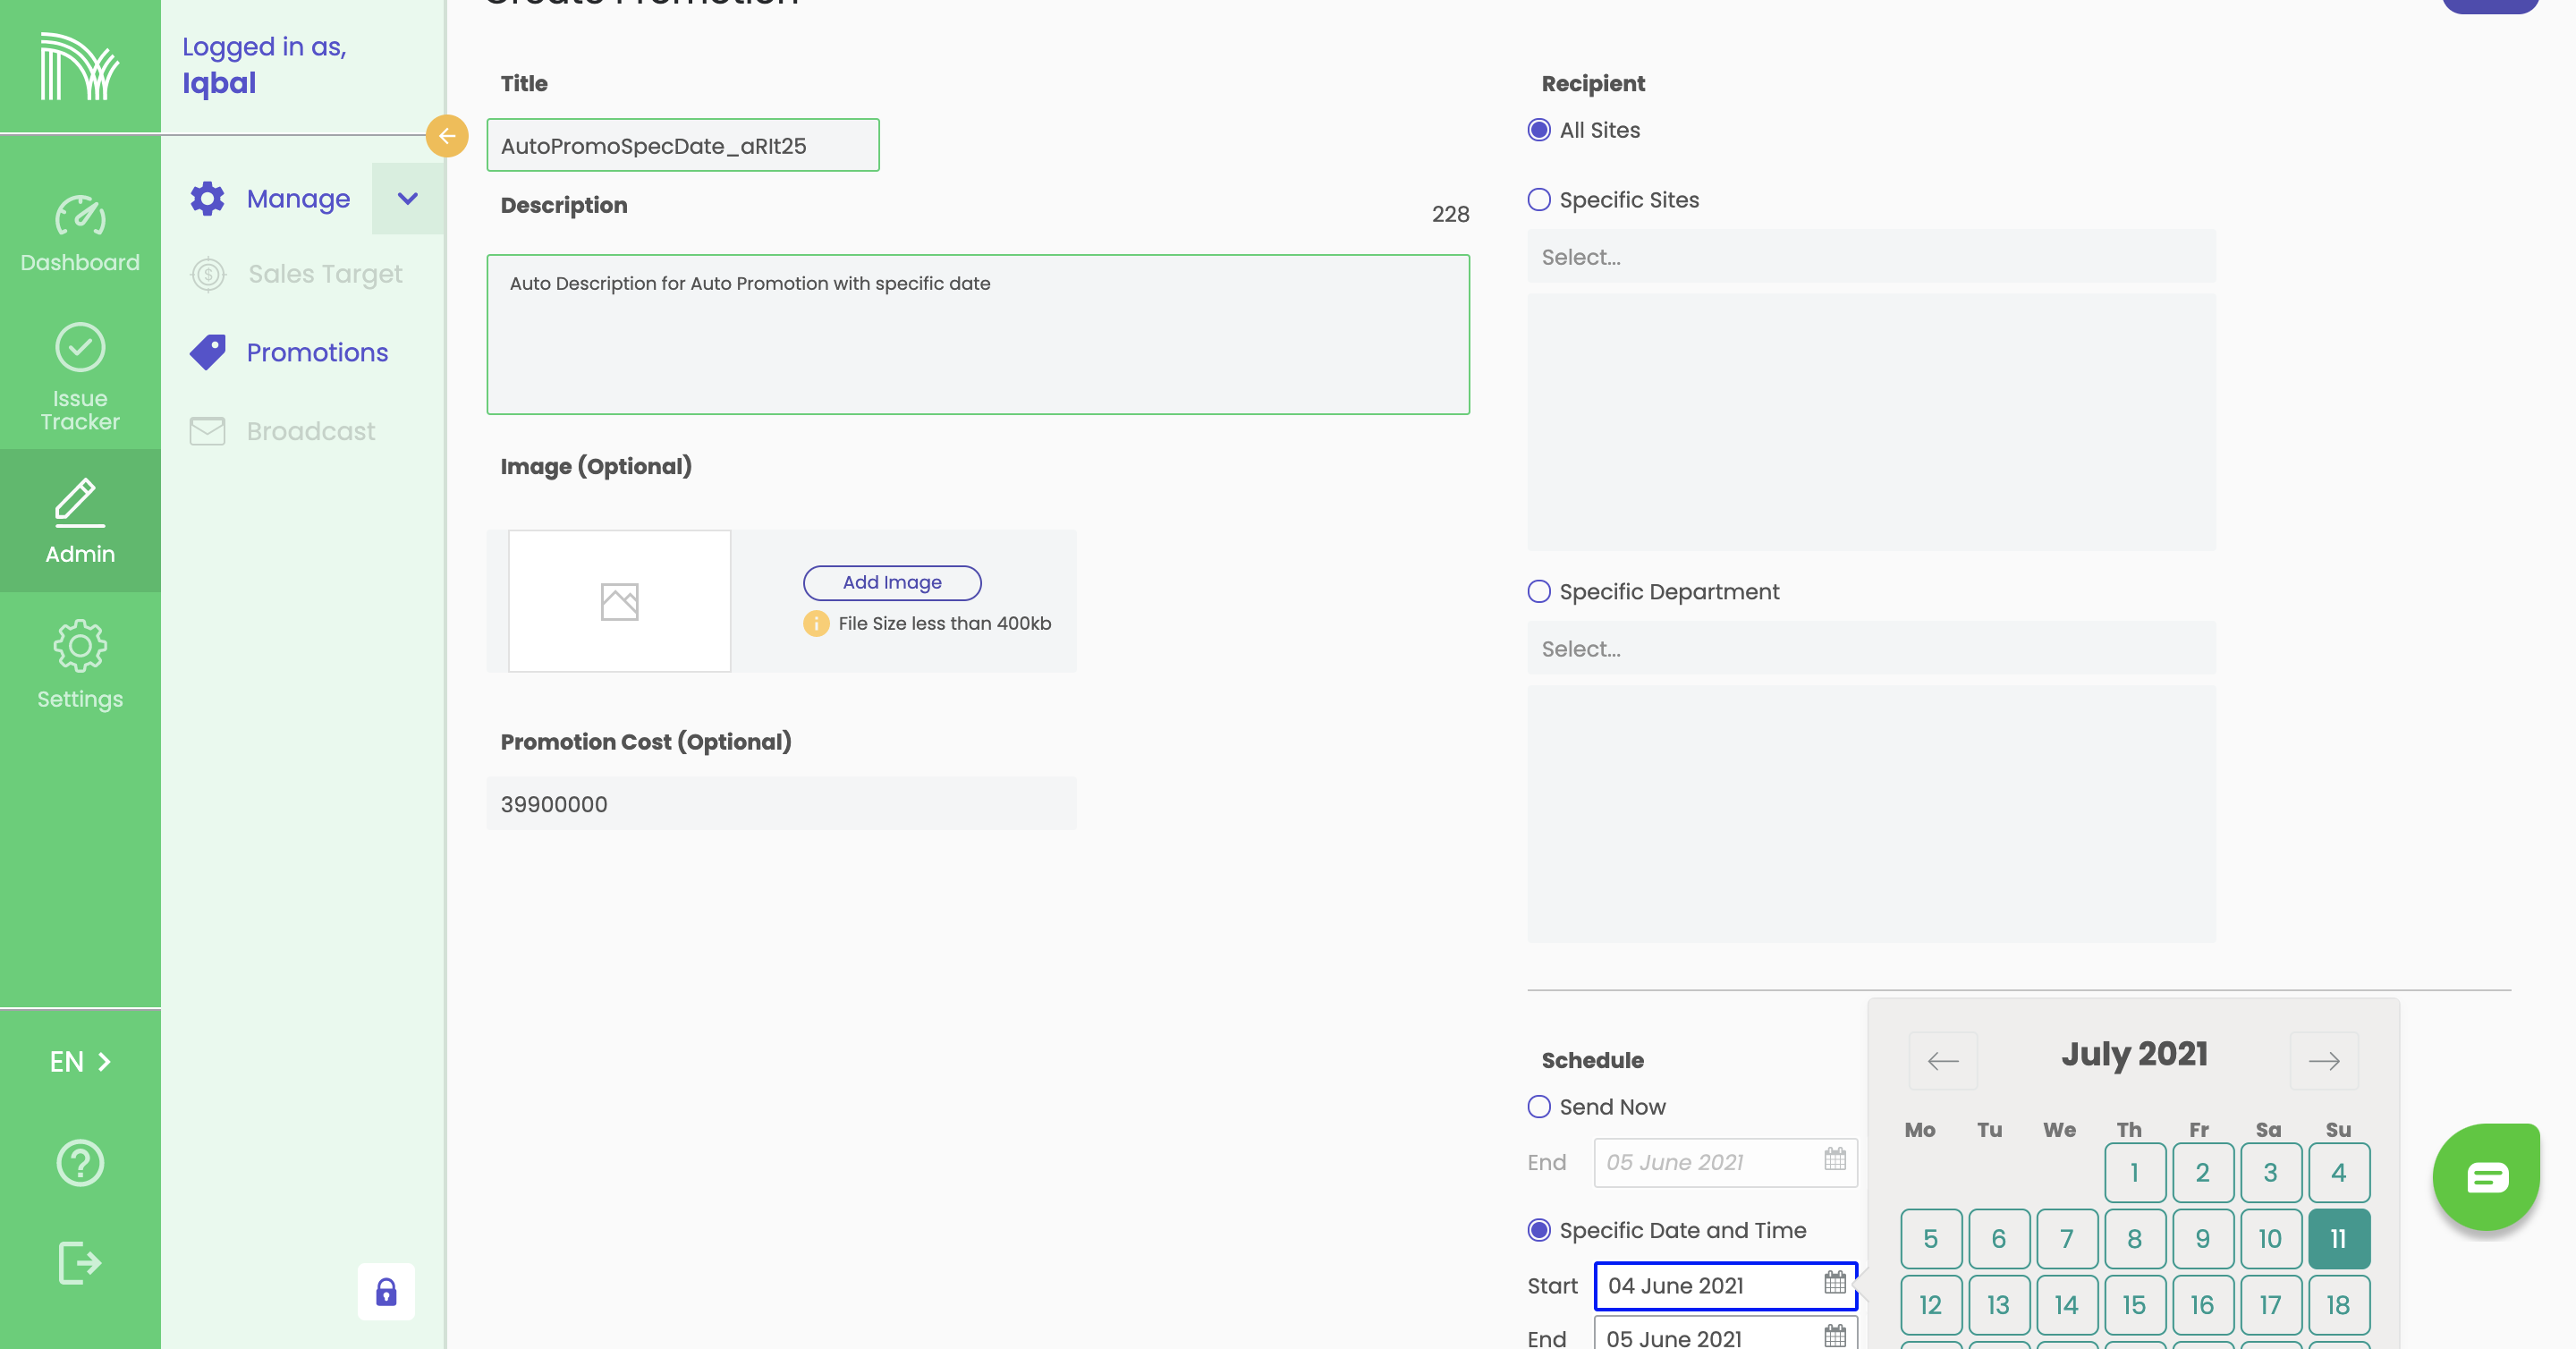 Create Promotion
Logged in as,
Iqbal
Manage
Sales Target
Promotions
Broadcast
Dashboard
Issue
Tracker
Admin
Settings
EN
Title
AutoPromoSpecDate_aRIt25
Description
228
Auto Description for Auto Promotion with specific date
Image (Optional)
Add Image
File Size less than 400kb
Promotion Cost (Optional)
39900000
Recipient
All Sites
Specific Sites
Select...
Specific Department
Select...
Schedule
Send Now
End 05 June 2021
Specific Date and Time
Start 04 June 2021
End 05 June 2021
July 2021
Mo Tu We Th Fr Sa Su
1 2 3 4
5 6 7 8 9 10 11
12 13 14 15 16 17 18